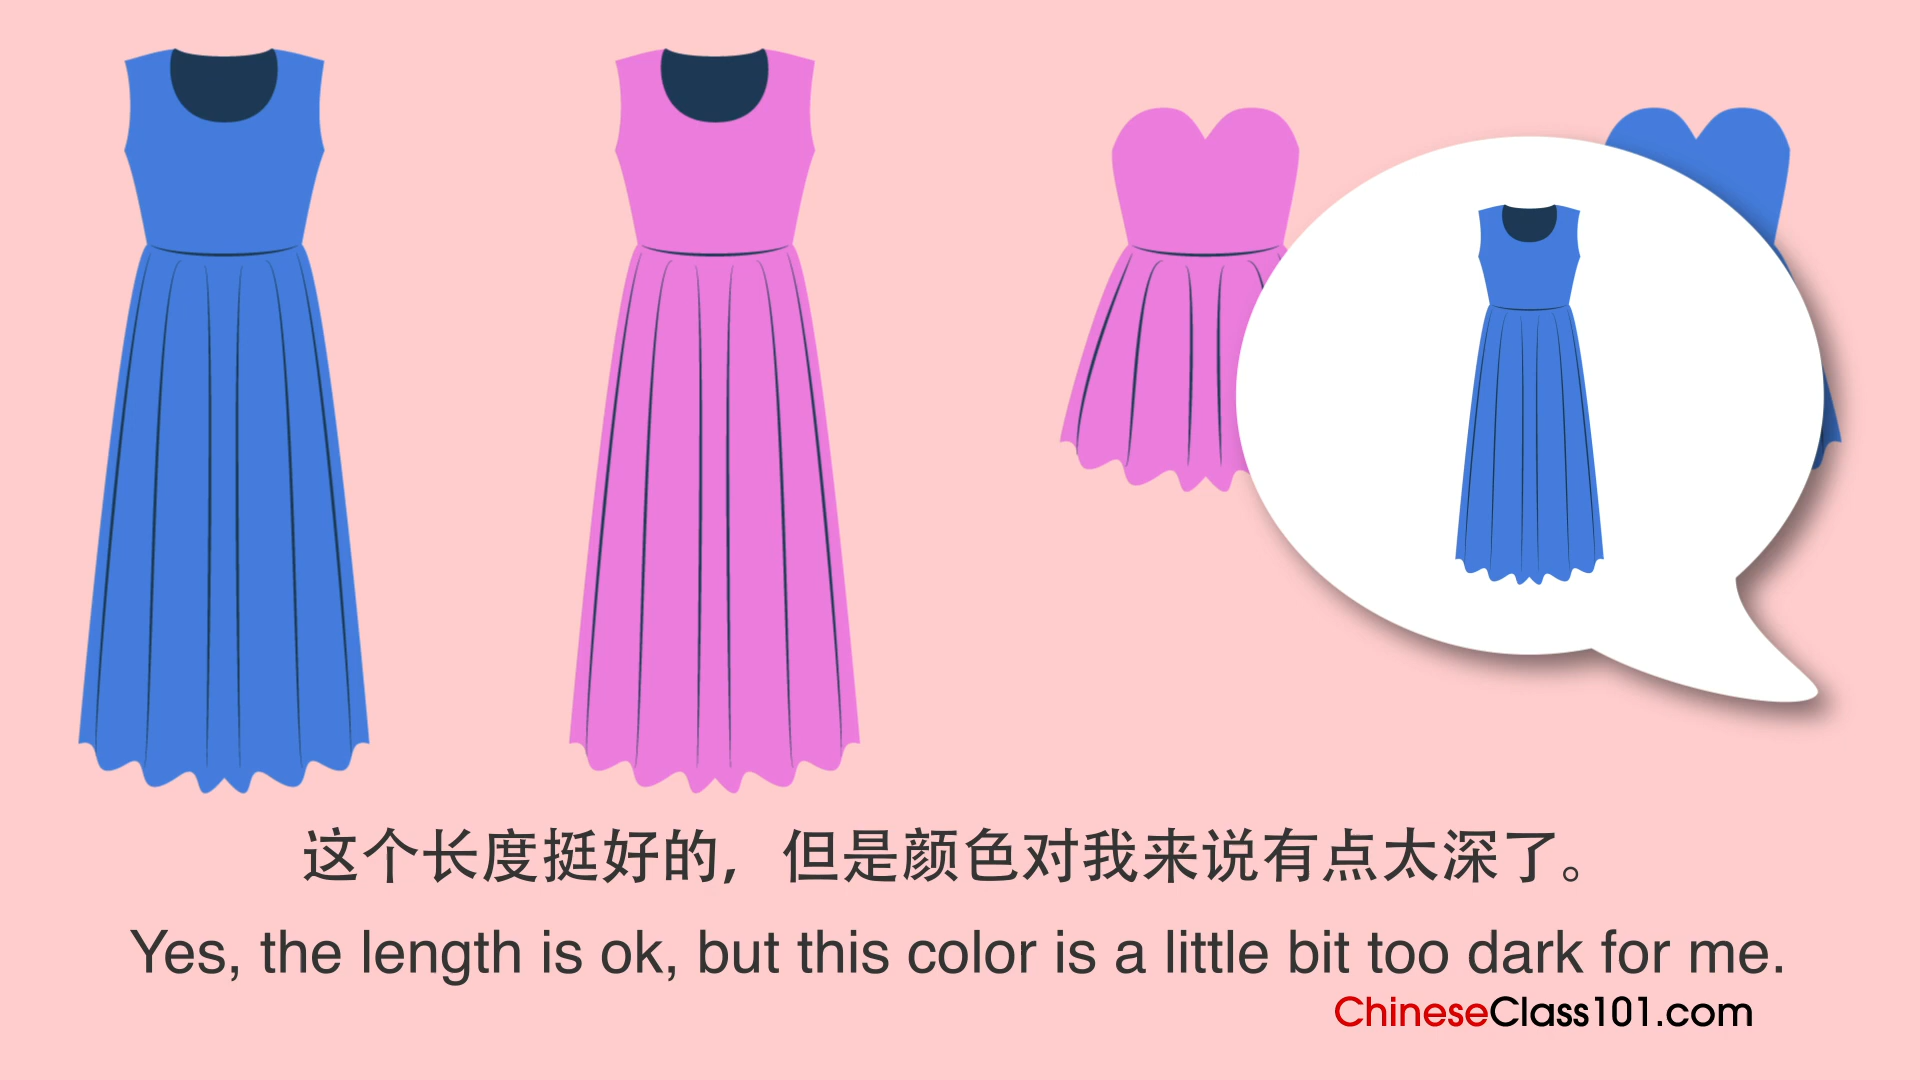 这个长度挺好的，但是颜色对我来说有点太深了。
Yes, the length is ok, but this color is a little bit too dark for me.
ChineseClass101.com